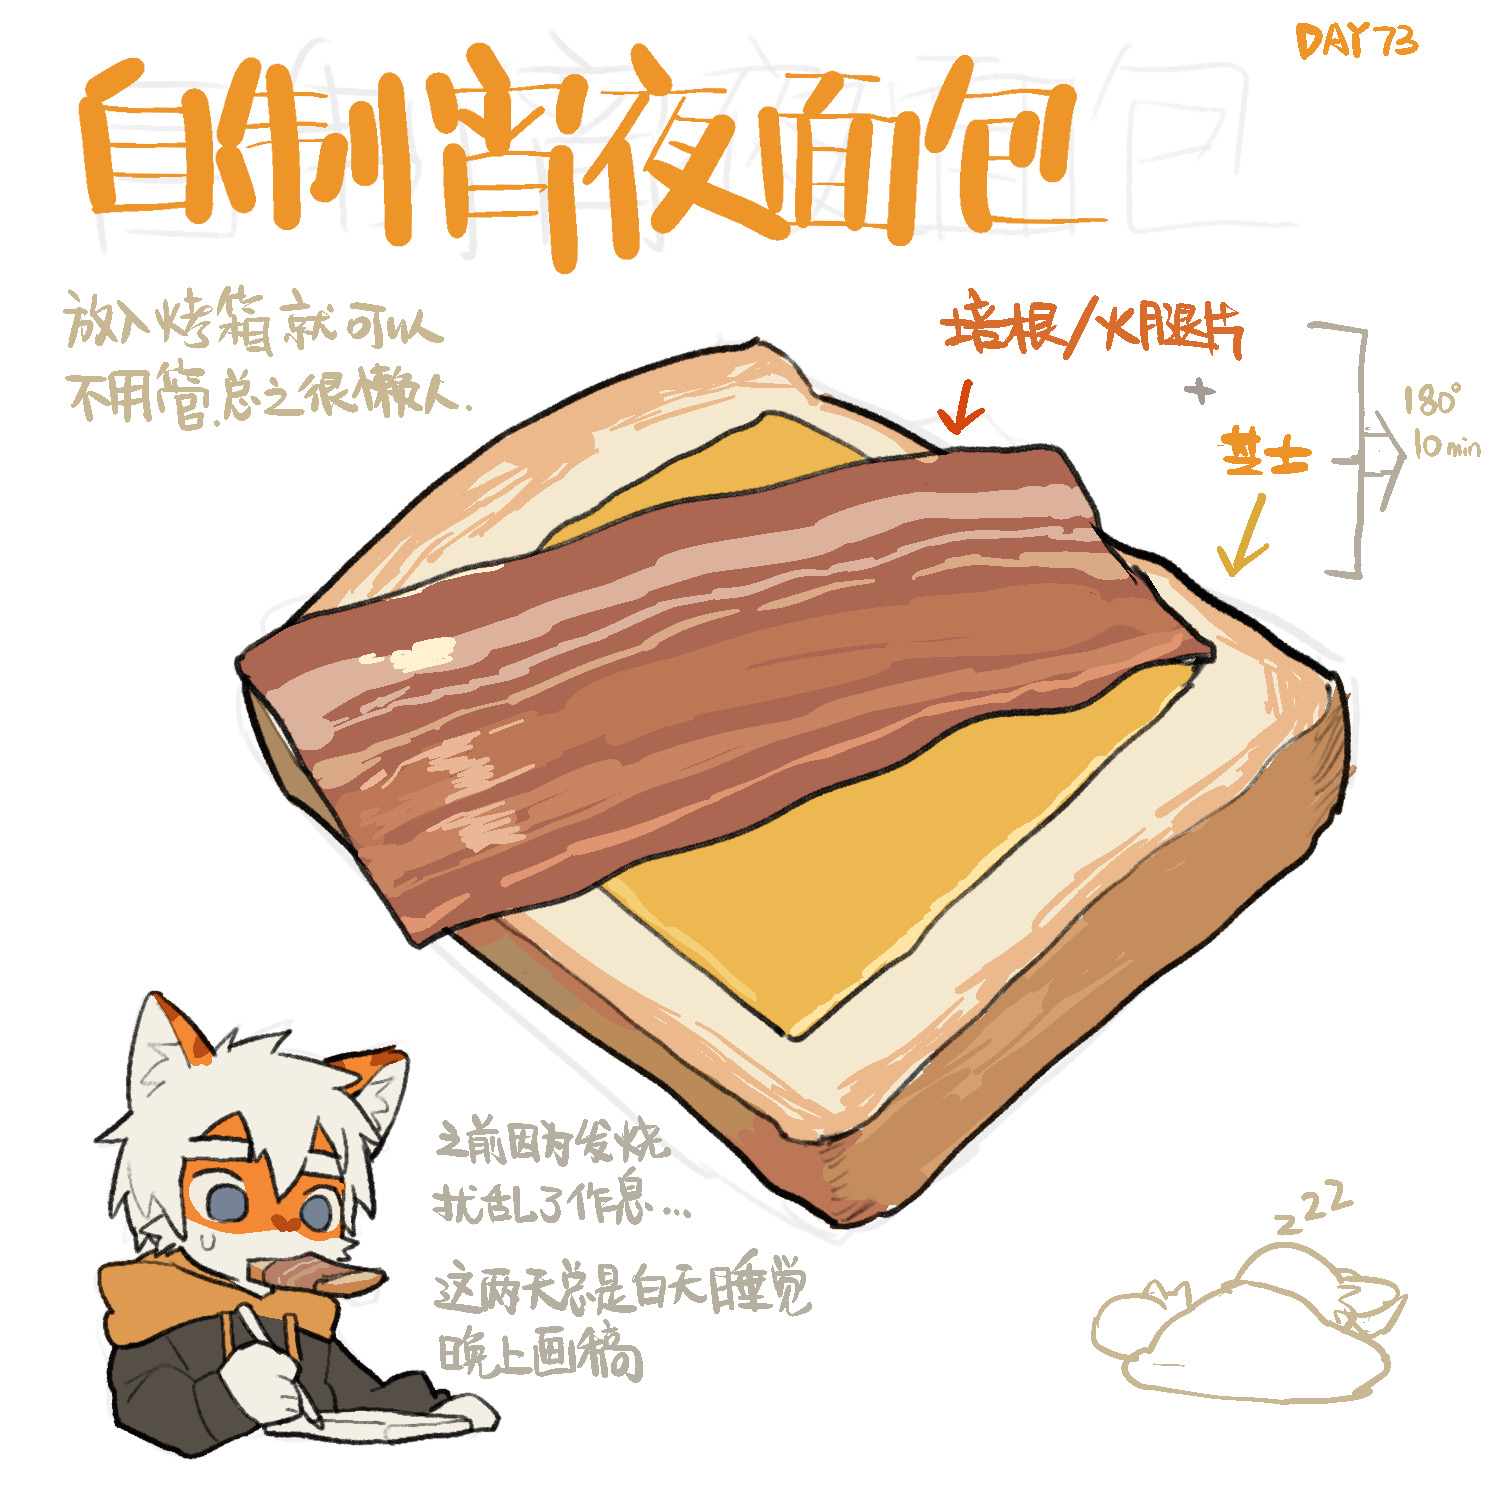 DAY 73
自制宵夜面包
放入烤箱就可以
不用管.总之很懒人.
培根/火腿片
+
芝士
180°
10min
之前因为发烧
扰乱了作息...
这两天总是白天睡觉
晚上画稿
zzz